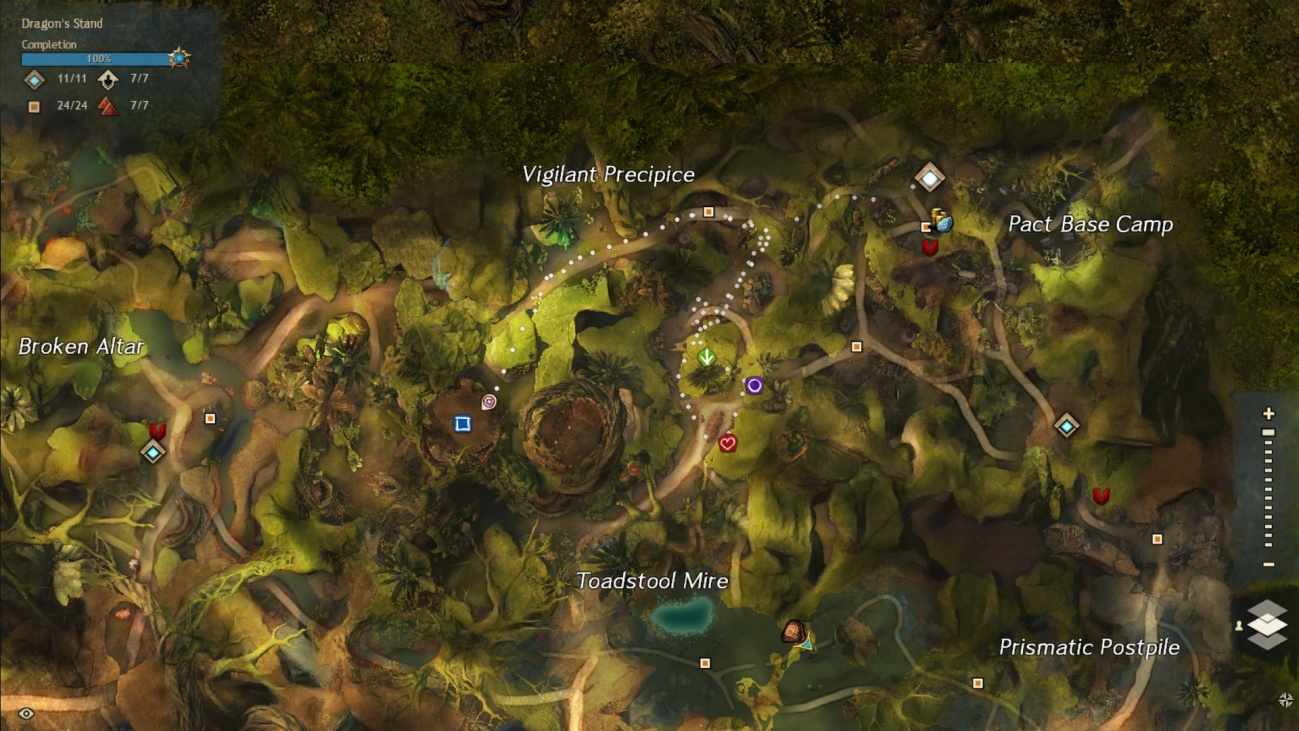 Dragon's Stand
Completion
100%
11/11 7/7
24/24 7/7
Vigilant Precipice
Pact Base Camp
Broken Altar
Toadstool Mire
Prismatic Postpile